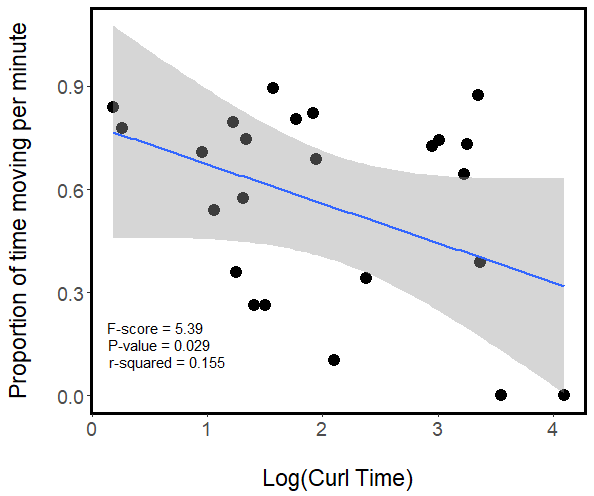 Proportion of time moving per minute
0.9
0.6
0.3
0.0
F-score = 5.39
P-value = 0.029
r-squared = 0.155
0 1 2 3 4
Log(Curl Time)